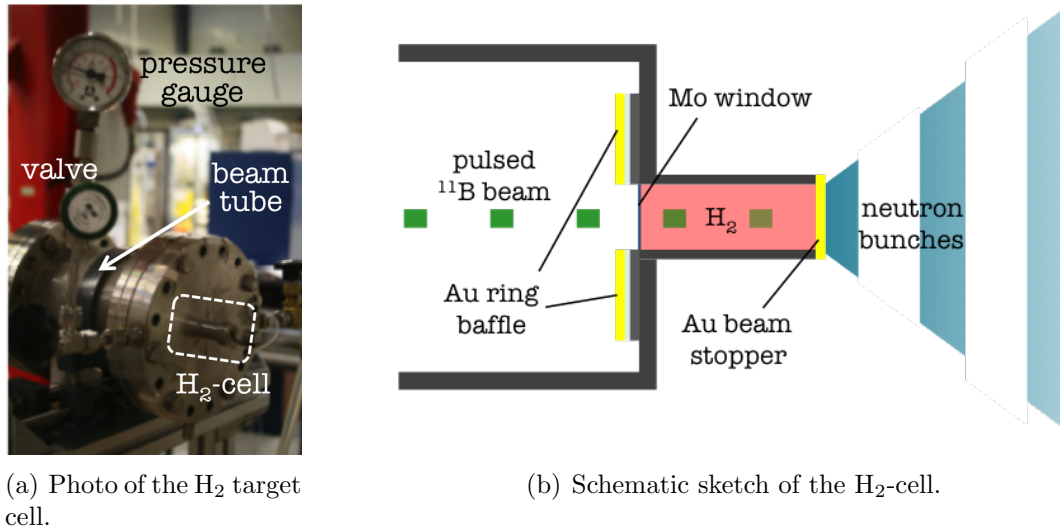 pressure
gauge
valve
beam
tube
H₂-cell
(a) Photo of the H₂ target
cell.
Mo window
pulsed
¹¹B beam
H₂
neutron
bunches
Au ring
baffle
Au beam
stopper
(b) Schematic sketch of the H₂-cell.